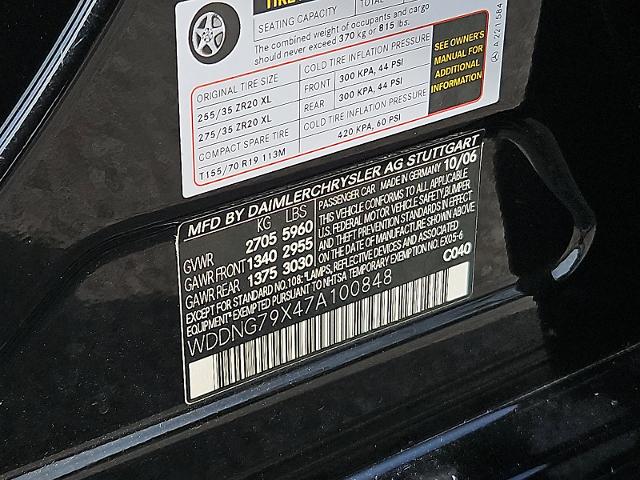 SEATING CAPACITY
The combined weight of occupants and cargo
should never exceed 370 kg or 815 lbs.
ORIGINAL TIRE SIZE
COLD TIRE INFLATION PRESSURE
255/35 ZR20 XL
FRONT
300 KPA, 44 PSI
275/35 ZR20 XL
REAR
300 KPA, 44 PSI
COMPACT SPARE TIRE
COLD TIRE INFLATION PRESSURE
T155/70 R19 113M
420 KPA, 60 PSI
SEE OWNER'S
MANUAL FOR
ADDITIONAL
INFORMATION
A 221 584
MFD BY DAIMLERCHRYSLER AG STUTTGART
KG LBS
GVWR 2705 5960
GAWR FRONT 1340 2955
GAWR REAR 1375 3030
PASSENGER CAR MADE IN GERMANY 10/06
THIS VEHICLE CONFORMS TO ALL APPLICABLE
U.S. FEDERAL MOTOR VEHICLE SAFETY,BUMPER
AND THEFT PREVENTION STANDARDS IN EFFECT
ON THE DATE OF MANUFACTURE SHOWN ABOVE
EXCEPT FOR STANDARD NO.108:"LAMPS, REFLECTIVE DEVICES AND ASSOCIATED
EQUIPMENT" EXEMPTED PURSUANT TO NHTSA TEMPORARY EXEMPTION NO. EX05-6
WDDNG79X47A100848
C040